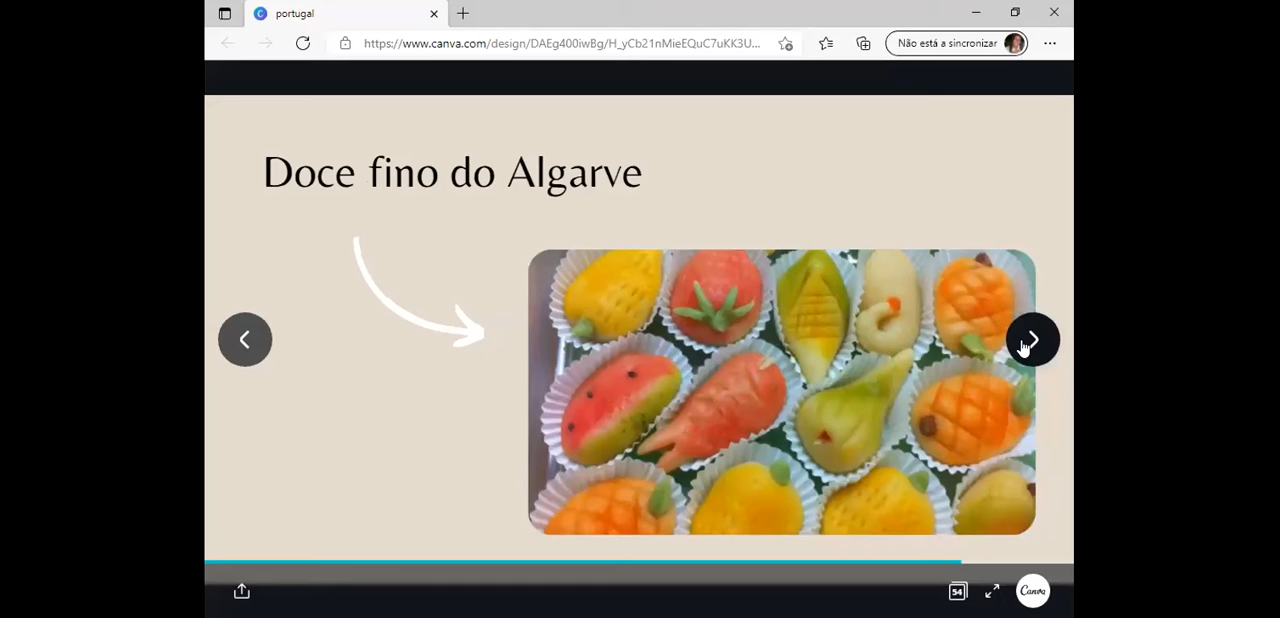 portugal
https://www.canva.com/design/DAEg400iwBg/H_yCb21nMieEQuC7uKK3U...
Não está a sincronizar
Doce fino do Algarve
54
Canva